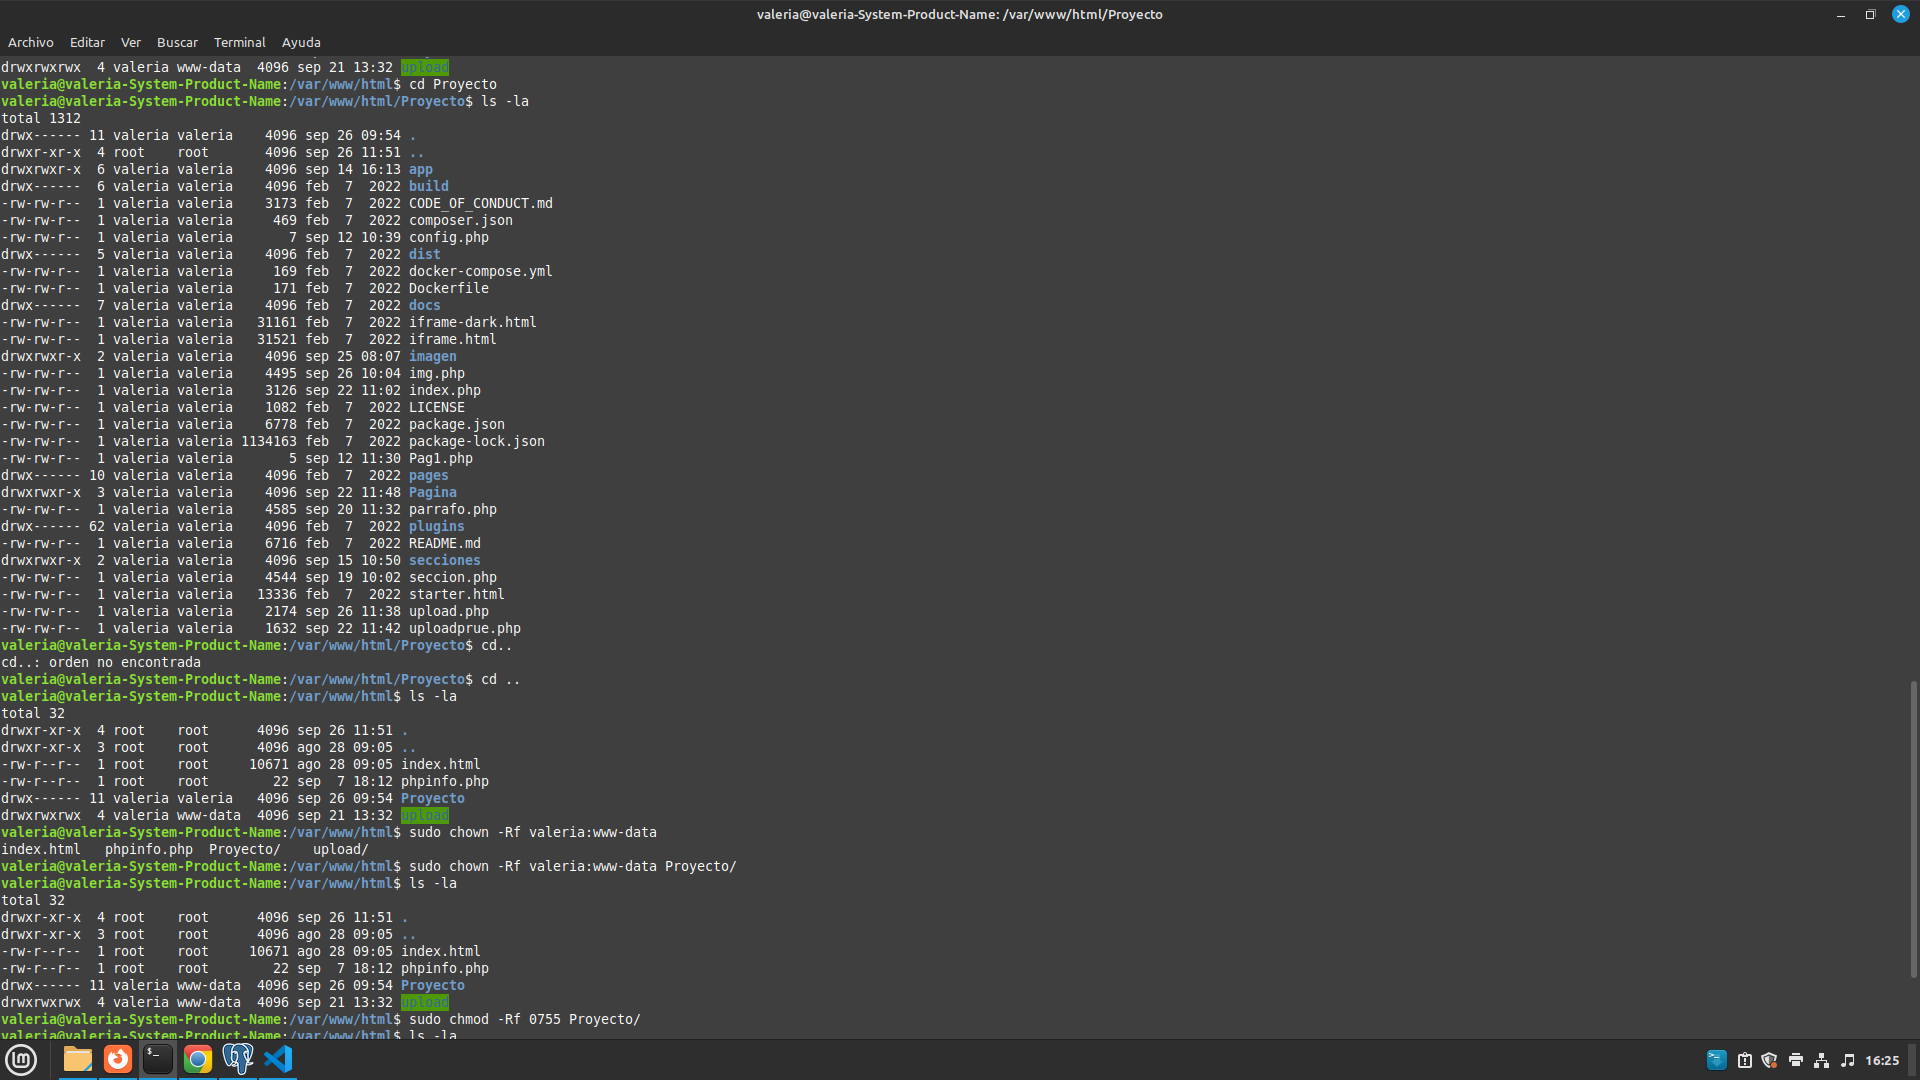 valeria@valeria-System-Product-Name: /var/www/html/Proyecto
Archivo Editar Ver Buscar Terminal Ayuda
drwxrwxrwx  4 valeria www-data  4096 sep 21 13:32 upload
valeria@valeria-System-Product-Name:/var/www/html$ cd Proyecto
valeria@valeria-System-Product-Name:/var/www/html/Proyecto$ ls -la
total 1312
drwx------ 11 valeria valeria    4096 sep 26 09:54 .
drwxr-xr-x  4 root    root       4096 sep 26 11:51 ..
drwxrwxr-x  6 valeria valeria    4096 sep 14 16:13 app
drwx------  6 valeria valeria    4096 feb  7  2022 build
-rw-rw-r--  1 valeria valeria    3173 feb  7  2022 CODE_OF_CONDUCT.md
-rw-rw-r--  1 valeria valeria     469 feb  7  2022 composer.json
-rw-rw-r--  1 valeria valeria       7 sep 12 10:39 config.php
drwx------  5 valeria valeria    4096 feb  7  2022 dist
-rw-rw-r--  1 valeria valeria     169 feb  7  2022 docker-compose.yml
-rw-rw-r--  1 valeria valeria     171 feb  7  2022 Dockerfile
drwx------  7 valeria valeria    4096 feb  7  2022 docs
-rw-rw-r--  1 valeria valeria   31161 feb  7  2022 iframe-dark.html
-rw-rw-r--  1 valeria valeria   31521 feb  7  2022 iframe.html
drwxrwxr-x  2 valeria valeria    4096 sep 25 08:07 imagen
-rw-rw-r--  1 valeria valeria    4495 sep 26 10:04 img.php
-rw-rw-r--  1 valeria valeria    3126 sep 22 11:02 index.php
-rw-rw-r--  1 valeria valeria    1082 feb  7  2022 LICENSE
-rw-rw-r--  1 valeria valeria    6778 feb  7  2022 package.json
-rw-rw-r--  1 valeria valeria 1134163 feb  7  2022 package-lock.json
-rw-rw-r--  1 valeria valeria       5 sep 12 11:30 Pag1.php
drwx------ 10 valeria valeria    4096 feb  7  2022 pages
drwxrwxr-x  3 valeria valeria    4096 sep 22 11:48 Pagina
-rw-rw-r--  1 valeria valeria    4585 sep 20 11:32 parrafo.php
drwx------ 62 valeria valeria    4096 feb  7  2022 plugins
-rw-rw-r--  1 valeria valeria    6716 feb  7  2022 README.md
drwxrwxr-x  2 valeria valeria    4096 sep 15 10:50 secciones
-rw-rw-r--  1 valeria valeria    4544 sep 19 10:02 seccion.php
-rw-rw-r--  1 valeria valeria   13336 feb  7  2022 starter.html
-rw-rw-r--  1 valeria valeria    2174 sep 26 11:38 upload.php
-rw-rw-r--  1 valeria valeria    1632 sep 22 11:42 uploadprue.php
valeria@valeria-System-Product-Name:/var/www/html/Proyecto$ cd..
cd..: orden no encontrada
valeria@valeria-System-Product-Name:/var/www/html/Proyecto$ cd ..
valeria@valeria-System-Product-Name:/var/www/html$ ls -la
total 32
drwxr-xr-x  4 root    root      4096 sep 26 11:51 .
drwxr-xr-x  3 root    root      4096 ago 28 09:05 ..
-rw-r--r--  1 root    root     10671 ago 28 09:05 index.html
-rw-r--r--  1 root    root        22 sep  7 18:12 phpinfo.php
drwx------ 11 valeria valeria   4096 sep 26 09:54 Proyecto
drwxrwxrwx  4 valeria www-data  4096 sep 21 13:32 upload
valeria@valeria-System-Product-Name:/var/www/html$ sudo chown -Rf valeria:www-data
index.html   phpinfo.php  Proyecto/    upload/
valeria@valeria-System-Product-Name:/var/www/html$ sudo chown -Rf valeria:www-data Proyecto/
valeria@valeria-System-Product-Name:/var/www/html$ ls -la
total 32
drwxr-xr-x  4 root    root      4096 sep 26 11:51 .
drwxr-xr-x  3 root    root      4096 ago 28 09:05 ..
-rw-r--r--  1 root    root     10671 ago 28 09:05 index.html
-rw-r--r--  1 root    root        22 sep  7 18:12 phpinfo.php
drwx------ 11 valeria www-data  4096 sep 26 09:54 Proyecto
drwxrwxrwx  4 valeria www-data  4096 sep 21 13:32 upload
valeria@valeria-System-Product-Name:/var/www/html$ sudo chmod -Rf 0755 Proyecto/
valeria@valeria-System-Product-Name:/var/www/html$ ls -la
16:25